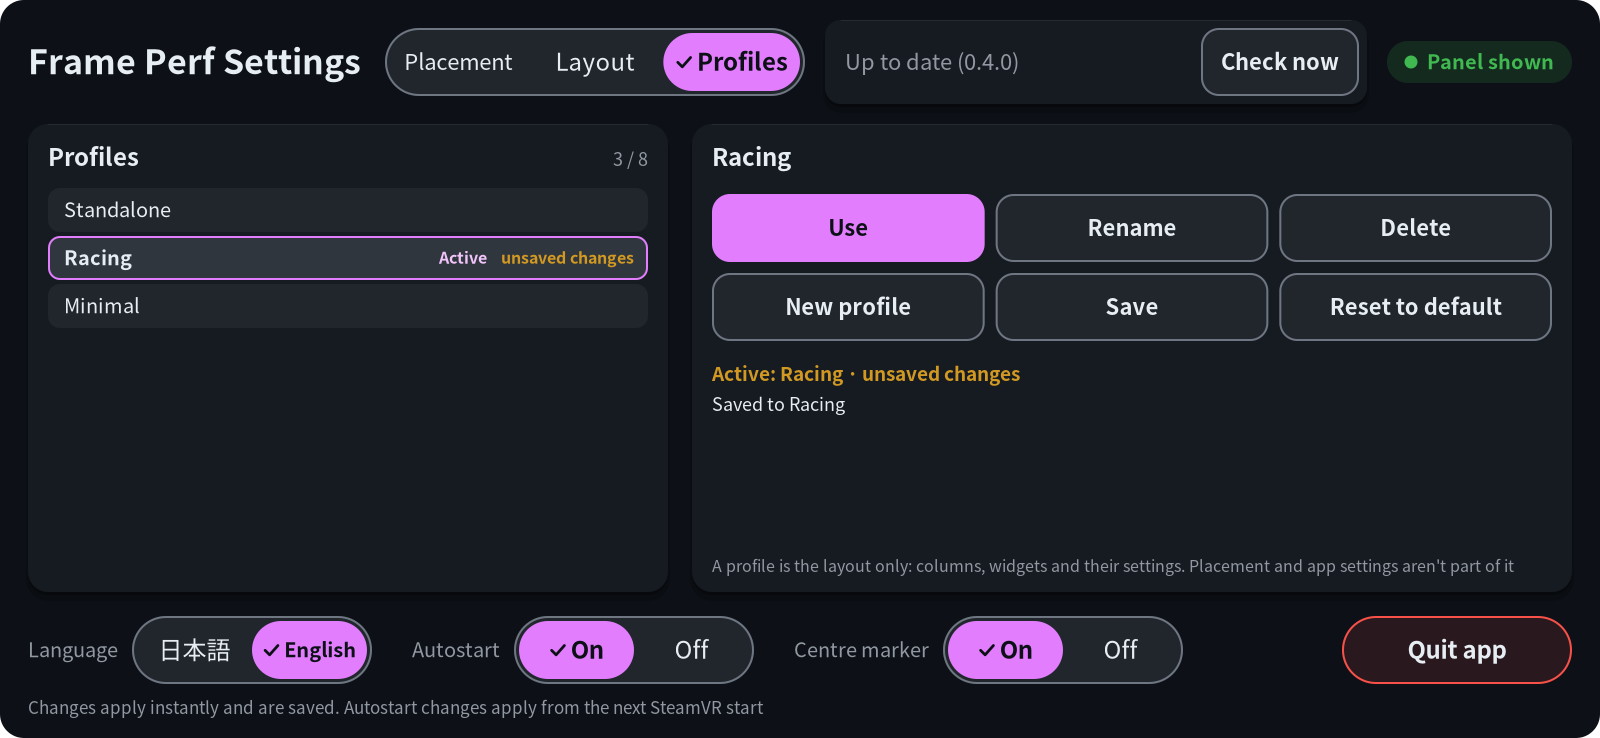 Frame Perf Settings
Placement
Layout
Profiles
Up to date (0.4.0)
Check now
Panel shown
Profiles
3 / 8
Standalone
Racing
Active
unsaved changes
Minimal
Racing
Use
Rename
Delete
New profile
Save
Reset to default
Active: Racing · unsaved changes
Saved to Racing
A profile is the layout only: columns, widgets and their settings. Placement and app settings aren't part of it
Language
日本語
English
Autostart
On
Off
Centre marker
On
Off
Quit app
Changes apply instantly and are saved. Autostart changes apply from the next SteamVR start